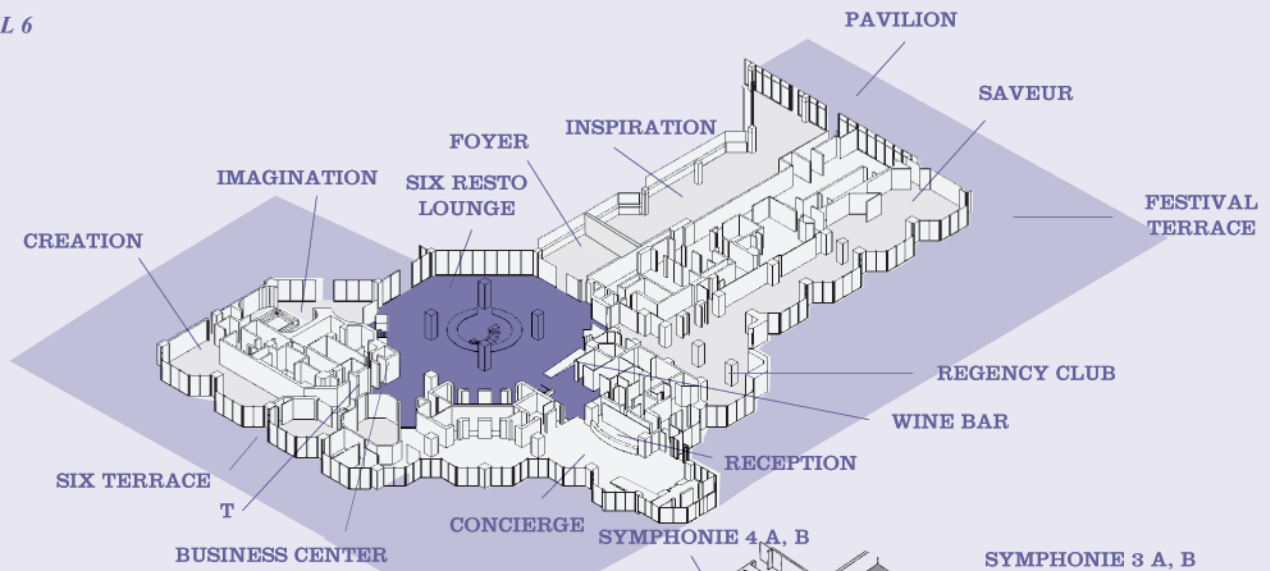 L 6
PAVILION
SAVEUR
INSPIRATION
FOYER
IMAGINATION
SIX RESTO
LOUNGE
FESTIVAL
TERRACE
CREATION
REGENCY CLUB
WINE BAR
RECEPTION
SIX TERRACE
T
CONCIERGE
BUSINESS CENTER
SYMPHONIE 4 A, B
SYMPHONIE 3 A, B